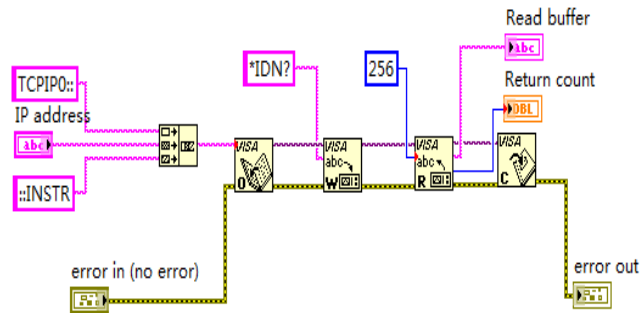 Read buffer
abc
TCPIP0::
*IDN?
256
Return count
DBL
IP address
abc
VISA
O
VISA
abc
W
VISA
abc
R
VISA
C
::INSTR
error in (no error)
error out